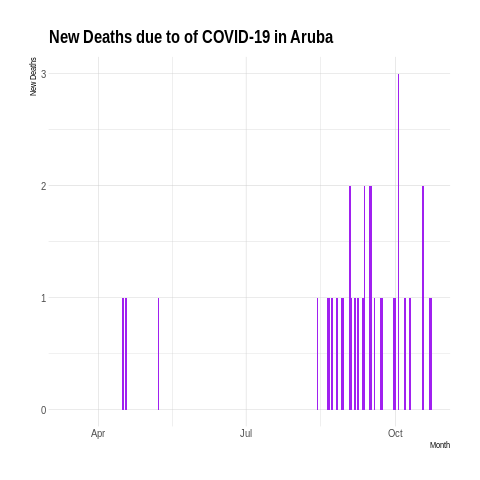 New Deaths due to of COVID-19 in Aruba
New Deaths
3
2
1
0
Apr Jul Oct
Month